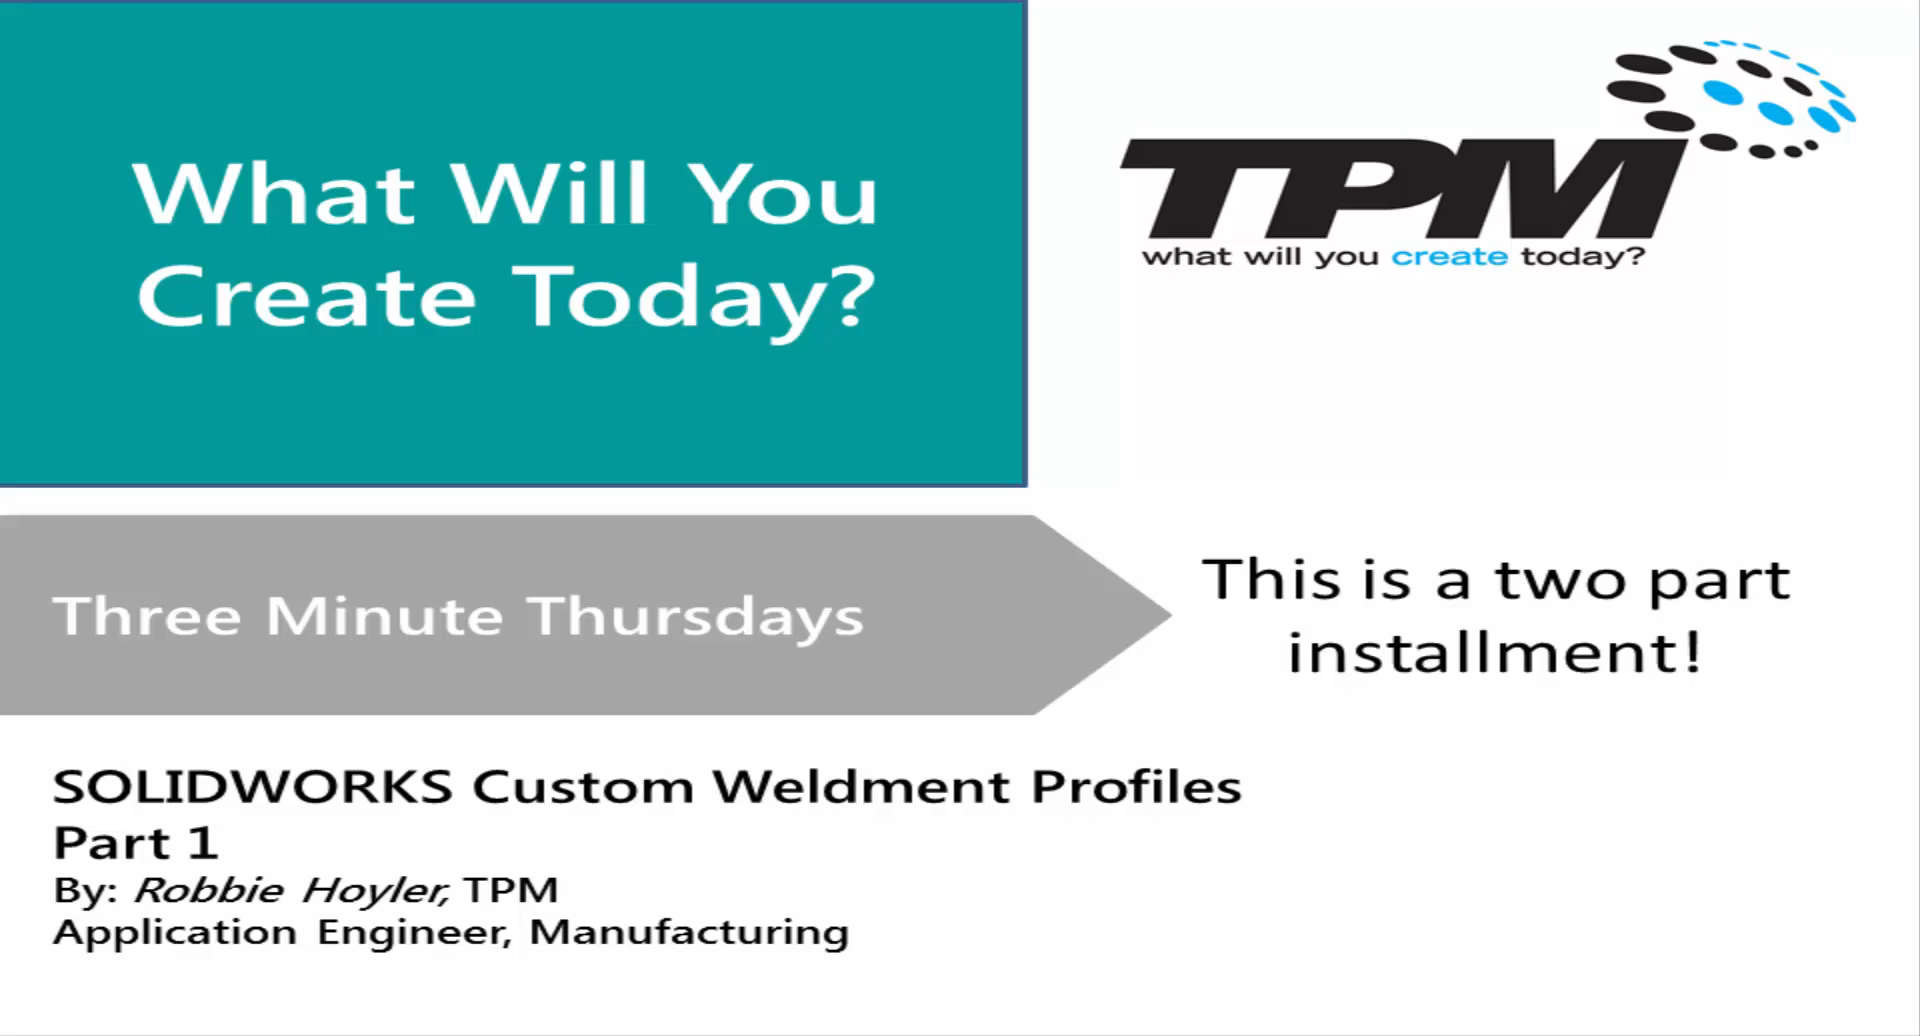 What Will You
Create Today?
TPM
what will you create today?
Three Minute Thursdays
This is a two part
installment!
SOLIDWORKS Custom Weldment Profiles
Part 1
By: Robbie Hoyler, TPM
Application Engineer, Manufacturing